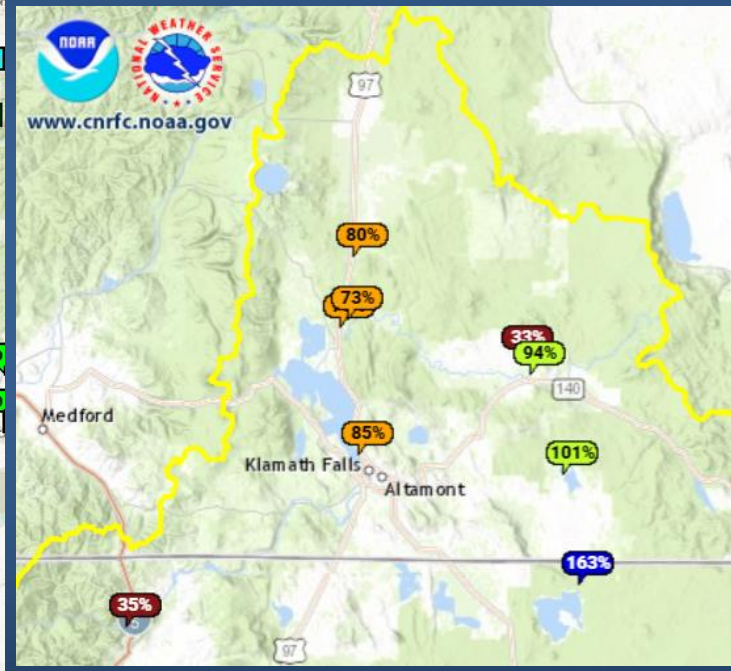 NOAA
NATIONAL WEATHER SERVICE
www.cnrfc.noaa.gov
97
80%
73%
33%
94%
140
Medford
85%
Klamath Falls
Altamont
101%
163%
35%
97